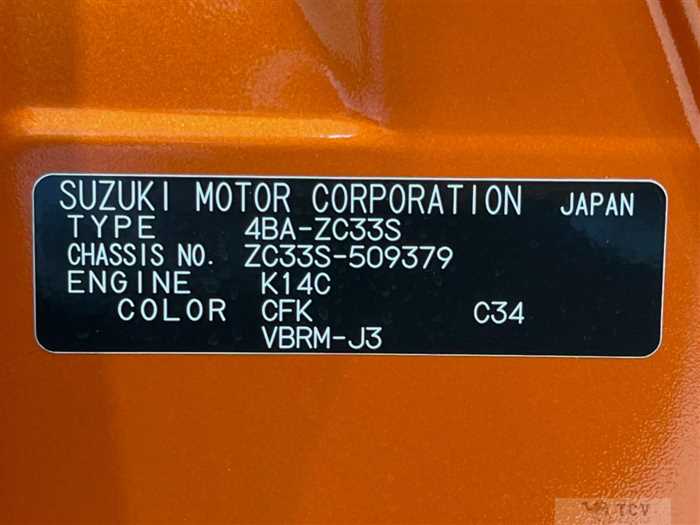 SUZUKI MOTOR CORPORATION JAPAN
TYPE 4BA-ZC33S
CHASSIS NO. ZC33S-509379
ENGINE K14C
COLOR CFK C34
VBRM-J3
TCV